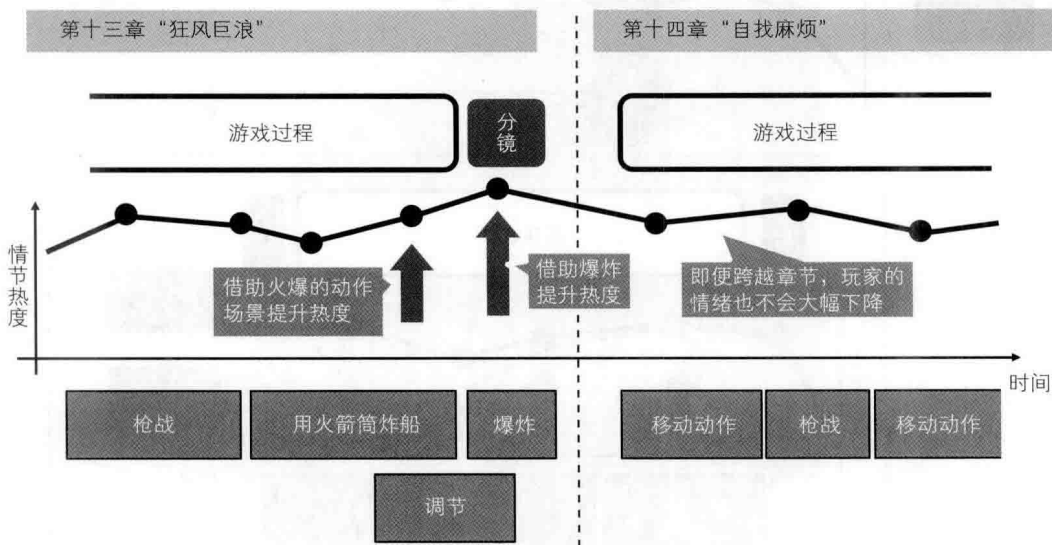 第十三章“狂风巨浪”
第十四章“自找麻烦”
游戏过程
分
镜
游戏过程
情节热度
借助火爆的动作
场景提升热度
借助爆炸
提升热度
即便跨越章节，玩家的
情绪也不会大幅下降
时间
枪战
用火箭筒炸船
爆炸
移动动作
枪战
移动动作
调节